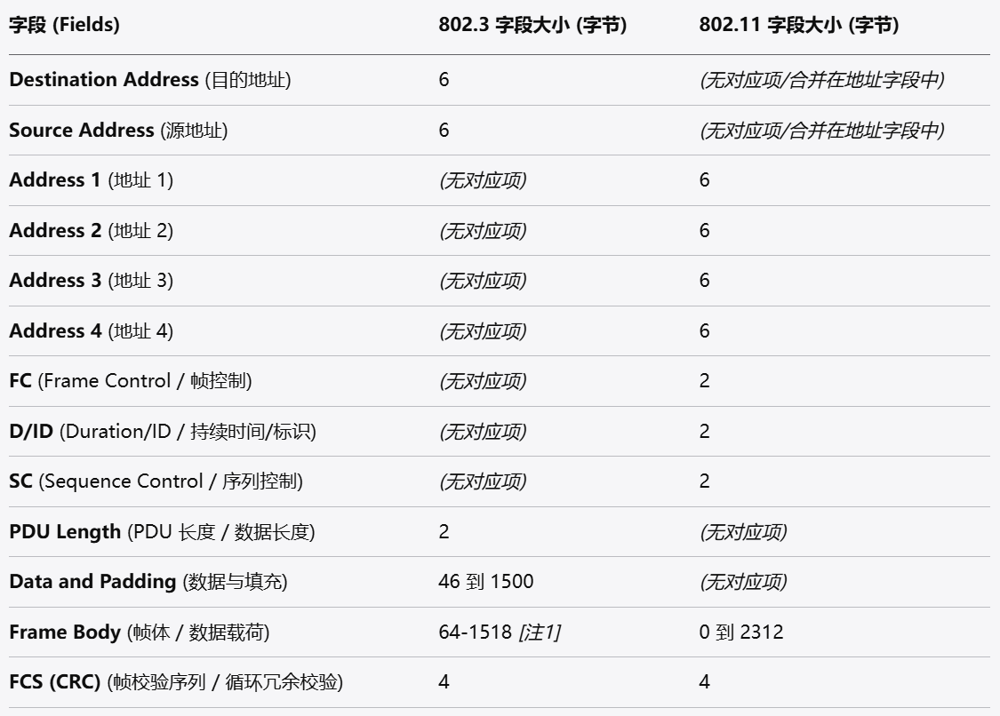 字段 (Fields) 802.3 字段大小 (字节) 802.11 字段大小 (字节)
Destination Address (目的地址) 6 (无对应项/合并在地址字段中)
Source Address (源地址) 6 (无对应项/合并在地址字段中)
Address 1 (地址 1) (无对应项) 6
Address 2 (地址 2) (无对应项) 6
Address 3 (地址 3) (无对应项) 6
Address 4 (地址 4) (无对应项) 6
FC (Frame Control / 帧控制) (无对应项) 2
D/ID (Duration/ID / 持续时间/标识) (无对应项) 2
SC (Sequence Control / 序列控制) (无对应项) 2
PDU Length (PDU 长度 / 数据长度) 2 (无对应项)
Data and Padding (数据与填充) 46 到 1500 (无对应项)
Frame Body (帧体 / 数据载荷) 64-1518 [注1] 0 到 2312
FCS (CRC) (帧校验序列 / 循环冗余校验) 4 4